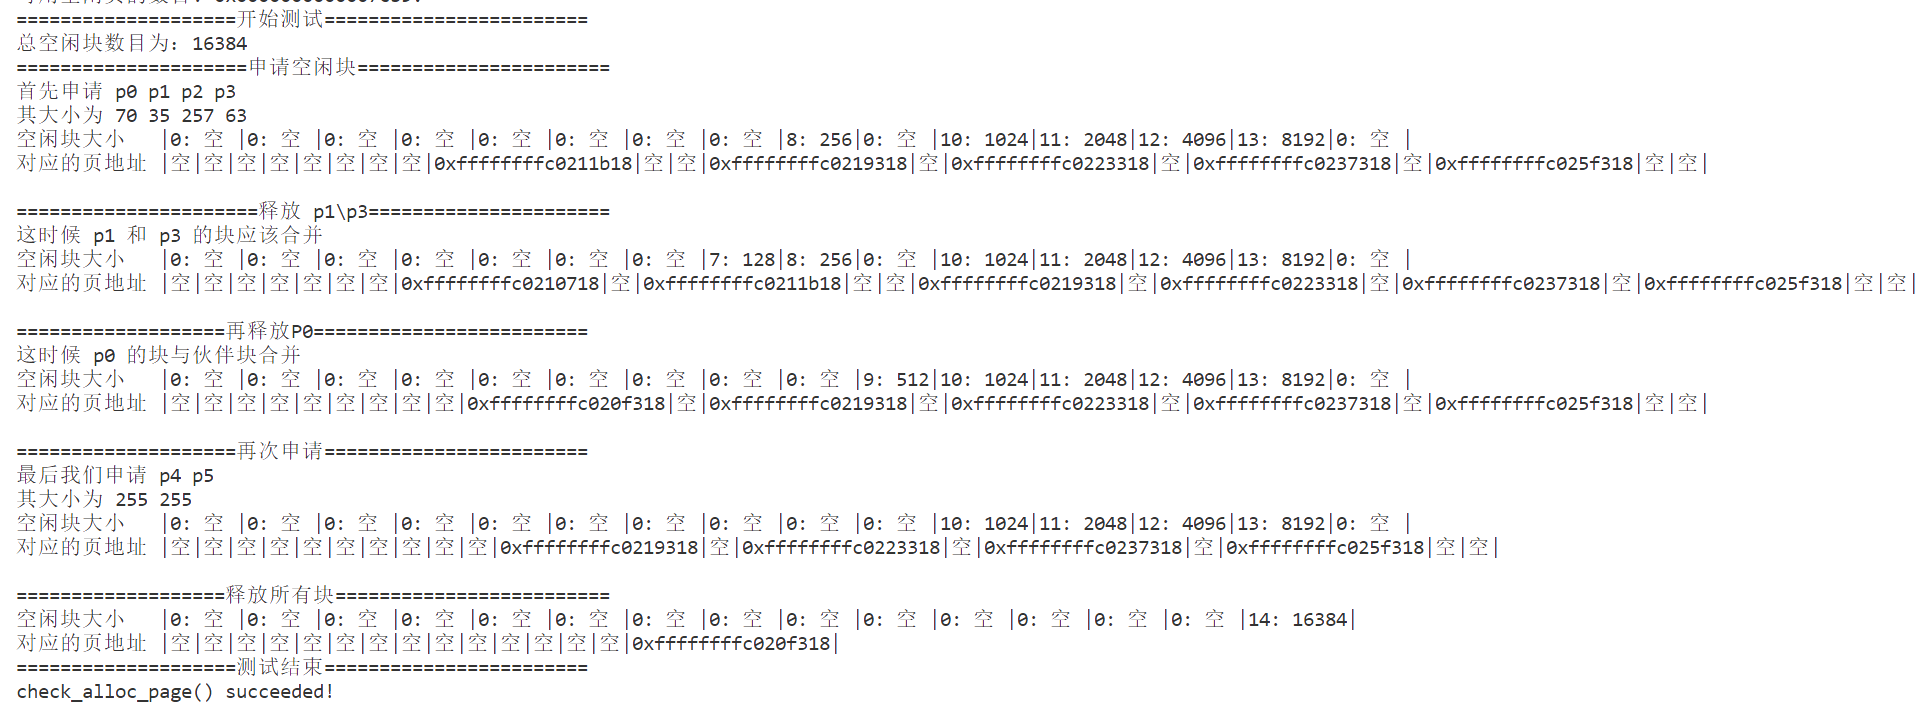 ====================开始测试========================
总空闲块数目为: 16384
=====================申请空闲块=======================
首先申请 p0 p1 p2 p3
其大小为 70 35 257 63
空闲块大小   |0: 空 |0: 空 |0: 空 |0: 空 |0: 空 |0: 空 |0: 空 |0: 空 |8: 256|0: 空 |10: 1024|11: 2048|12: 4096|13: 8192|0: 空 |
对应的页地址 |空|空|空|空|空|空|空|空|0xffffffffc0211b18|空|空|0xffffffffc0219318|空|0xffffffffc0223318|空|0xffffffffc0237318|空|0xffffffffc025f318|空|空|
======================释放 p1\p3======================
这时候 p1 和 p3 的块应该合并
空闲块大小   |0: 空 |0: 空 |0: 空 |0: 空 |0: 空 |0: 空 |0: 空 |7: 128|8: 256|0: 空 |10: 1024|11: 2048|12: 4096|13: 8192|0: 空 |
对应的页地址 |空|空|空|空|空|空|空|0xffffffffc0210718|空|0xffffffffc0211b18|空|空|0xffffffffc0219318|空|0xffffffffc0223318|空|0xffffffffc0237318|空|0xffffffffc025f318|空|空|
===================再释放P0=========================
这时候 p0 的块与伙伴块合并
空闲块大小   |0: 空 |0: 空 |0: 空 |0: 空 |0: 空 |0: 空 |0: 空 |0: 空 |0: 空 |9: 512|10: 1024|11: 2048|12: 4096|13: 8192|0: 空 |
对应的页地址 |空|空|空|空|空|空|空|空|空|0xffffffffc020f318|空|0xffffffffc0219318|空|0xffffffffc0223318|空|0xffffffffc0237318|空|0xffffffffc025f318|空|空|
====================再次申请========================
最后我们申请 p4 p5
其大小为 255 255
空闲块大小   |0: 空 |0: 空 |0: 空 |0: 空 |0: 空 |0: 空 |0: 空 |0: 空 |0: 空 |0: 空 |10: 1024|11: 2048|12: 4096|13: 8192|0: 空 |
对应的页地址 |空|空|空|空|空|空|空|空|空|空|0xffffffffc0219318|空|0xffffffffc0223318|空|0xffffffffc0237318|空|0xffffffffc025f318|空|空|
===================释放所有块=========================
空闲块大小   |0: 空 |0: 空 |0: 空 |0: 空 |0: 空 |0: 空 |0: 空 |0: 空 |0: 空 |0: 空 |0: 空 |0: 空 |0: 空 |0: 空 |14: 16384|
对应的页地址 |空|空|空|空|空|空|空|空|空|空|空|空|空|空|0xffffffffc020f318|
====================测试结束========================
check_alloc_page() succeeded!